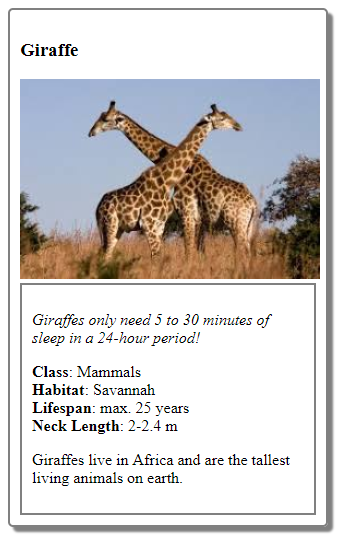 Giraffe
Giraffes only need 5 to 30 minutes of
sleep in a 24-hour period!
Class: Mammals
Habitat: Savannah
Lifespan: max. 25 years
Neck Length: 2-2.4 m
Giraffes live in Africa and are the tallest
living animals on earth.